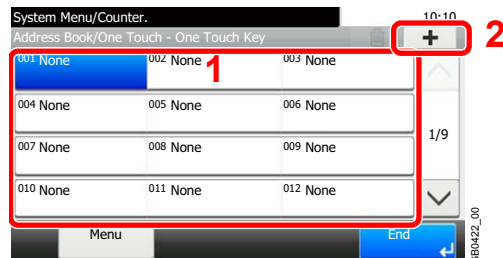 System Menu/Counter.
10:10
Address Book/One Touch - One Touch Key
+
2
001 None
002 None
1
003 None
004 None
005 None
006 None
1/9
007 None
008 None
009 None
010 None
011 None
012 None
Menu
End